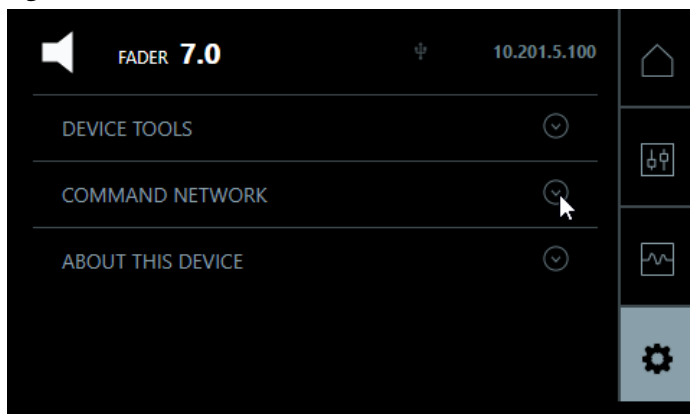 FADER 7.0 10.201.5.100
DEVICE TOOLS
COMMAND NETWORK
ABOUT THIS DEVICE